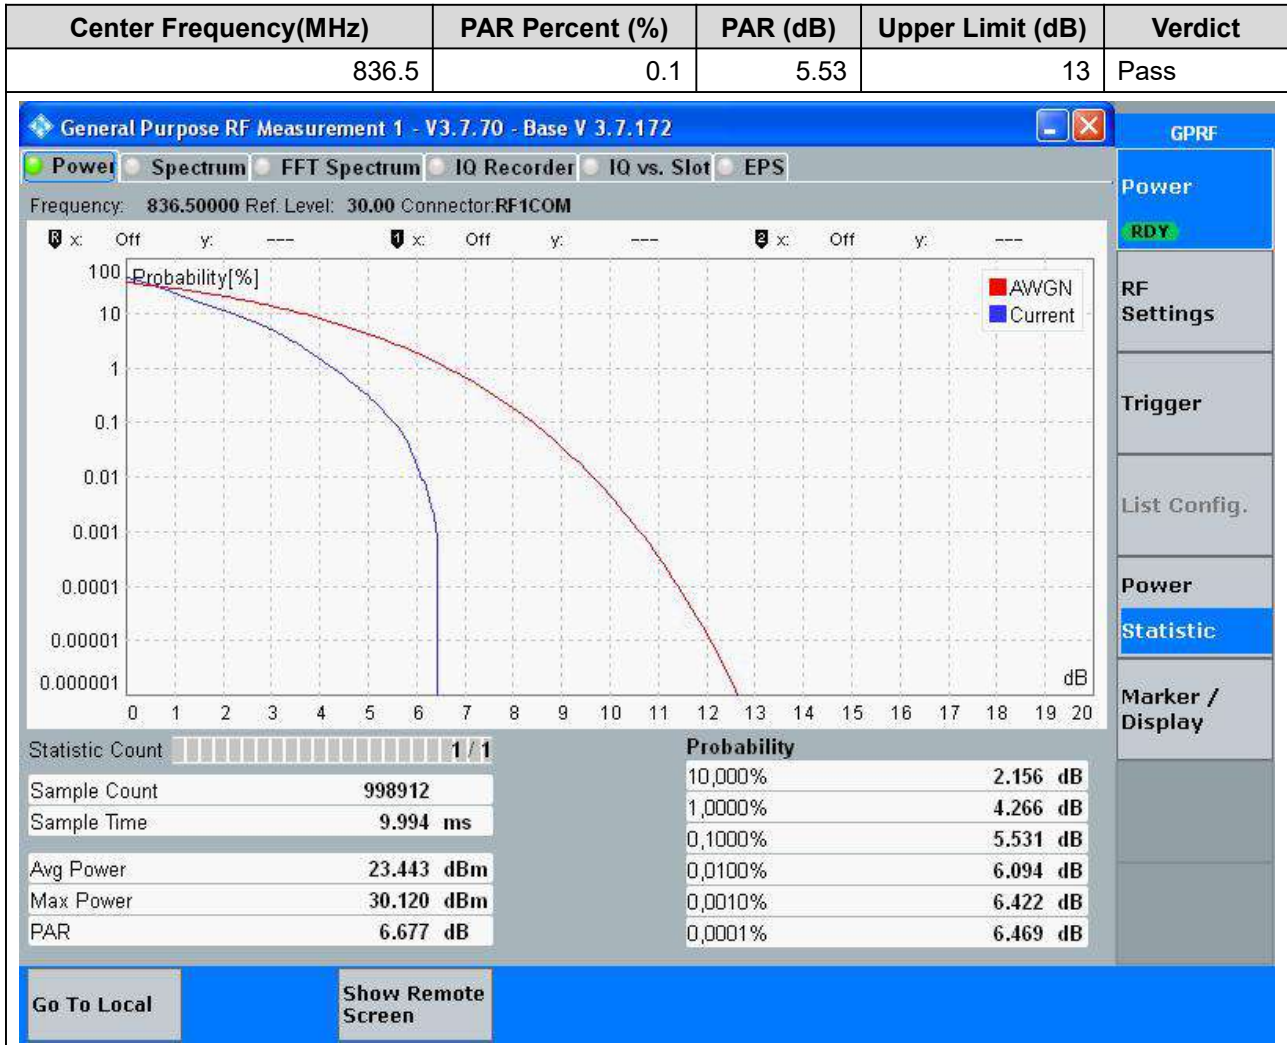 Center Frequency(MHz) PAR Percent (%) PAR (dB) Upper Limit (dB) Verdict
836.5 0.1 5.53 13 Pass
General Purpose RF Measurement 1 - V3.7.70 - Base V 3.7.172
GPRF
Power Spectrum FFT Spectrum IQ Recorder IQ vs. Slot EPS
Power
RDY
Frequency: 836.50000 Ref. Level: 30.00 Connector:RF1COM
R x: Off y: --- 1 x: Off y: --- 2 x: Off y: ---
Probability[%]
AWGN
Current
100
10
1
0.1
0.01
0.001
0.0001
0.00001
0.000001
dB
0 1 2 3 4 5 6 7 8 9 10 11 12 13 14 15 16 17 18 19 20
RF
Settings
Trigger
List Config.
Power
Statistic
Marker /
Display
Statistic Count 1 / 1
Sample Count 998912
Sample Time 9.994 ms
Avg Power 23.443 dBm
Max Power 30.120 dBm
PAR 6.677 dB
Probability
10,000% 2.156 dB
1,0000% 4.266 dB
0,1000% 5.531 dB
0,0100% 6.094 dB
0,0010% 6.422 dB
0,0001% 6.469 dB
Go To Local
Show Remote
Screen